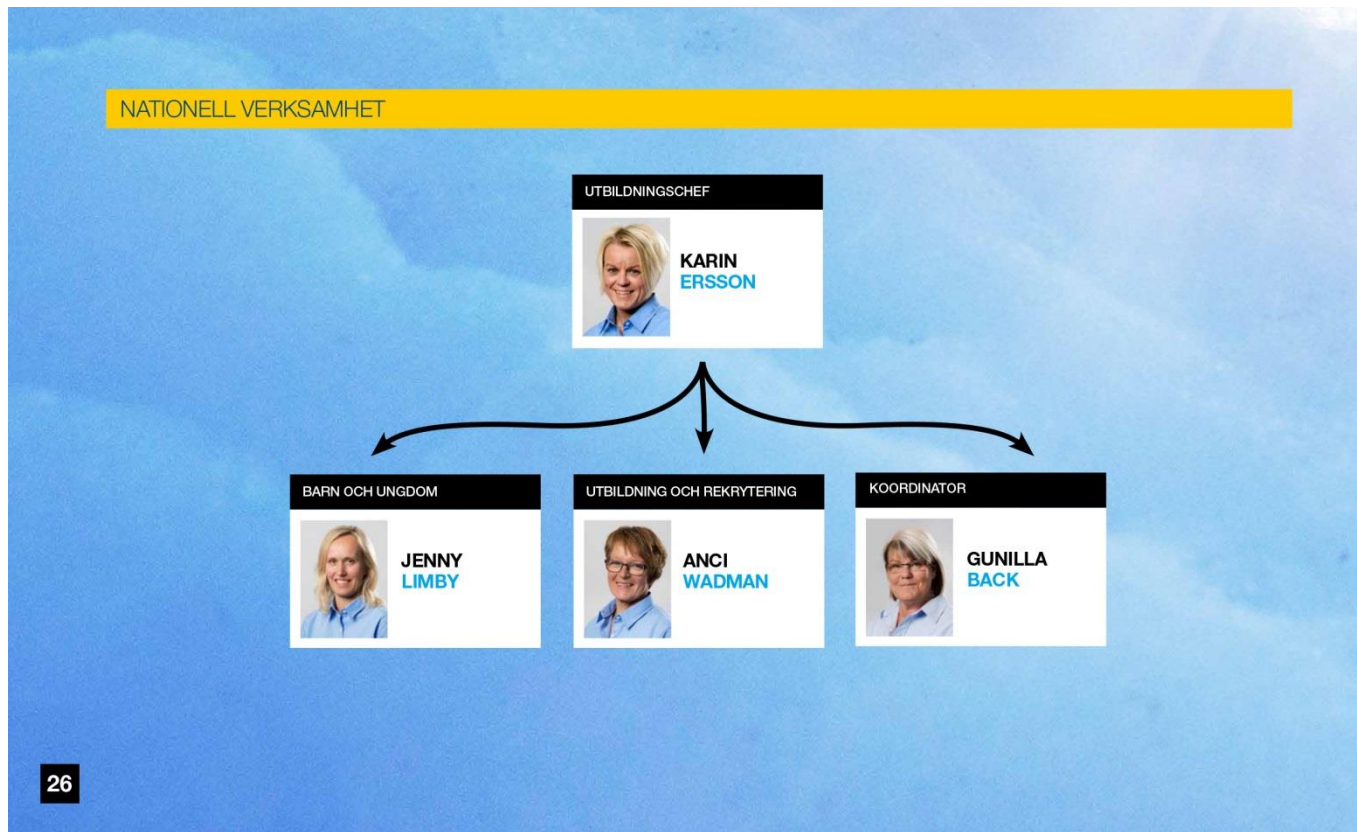 NATIONELL VERKSAMHET
UTBILDNINGSCHEF
KARIN
ERSSON
BARN OCH UNGDOM
JENNY
LIMBY
UTBILDNING OCH REKRYTERING
ANCI
WADMAN
KOORDINATOR
GUNILLA
BACK
26